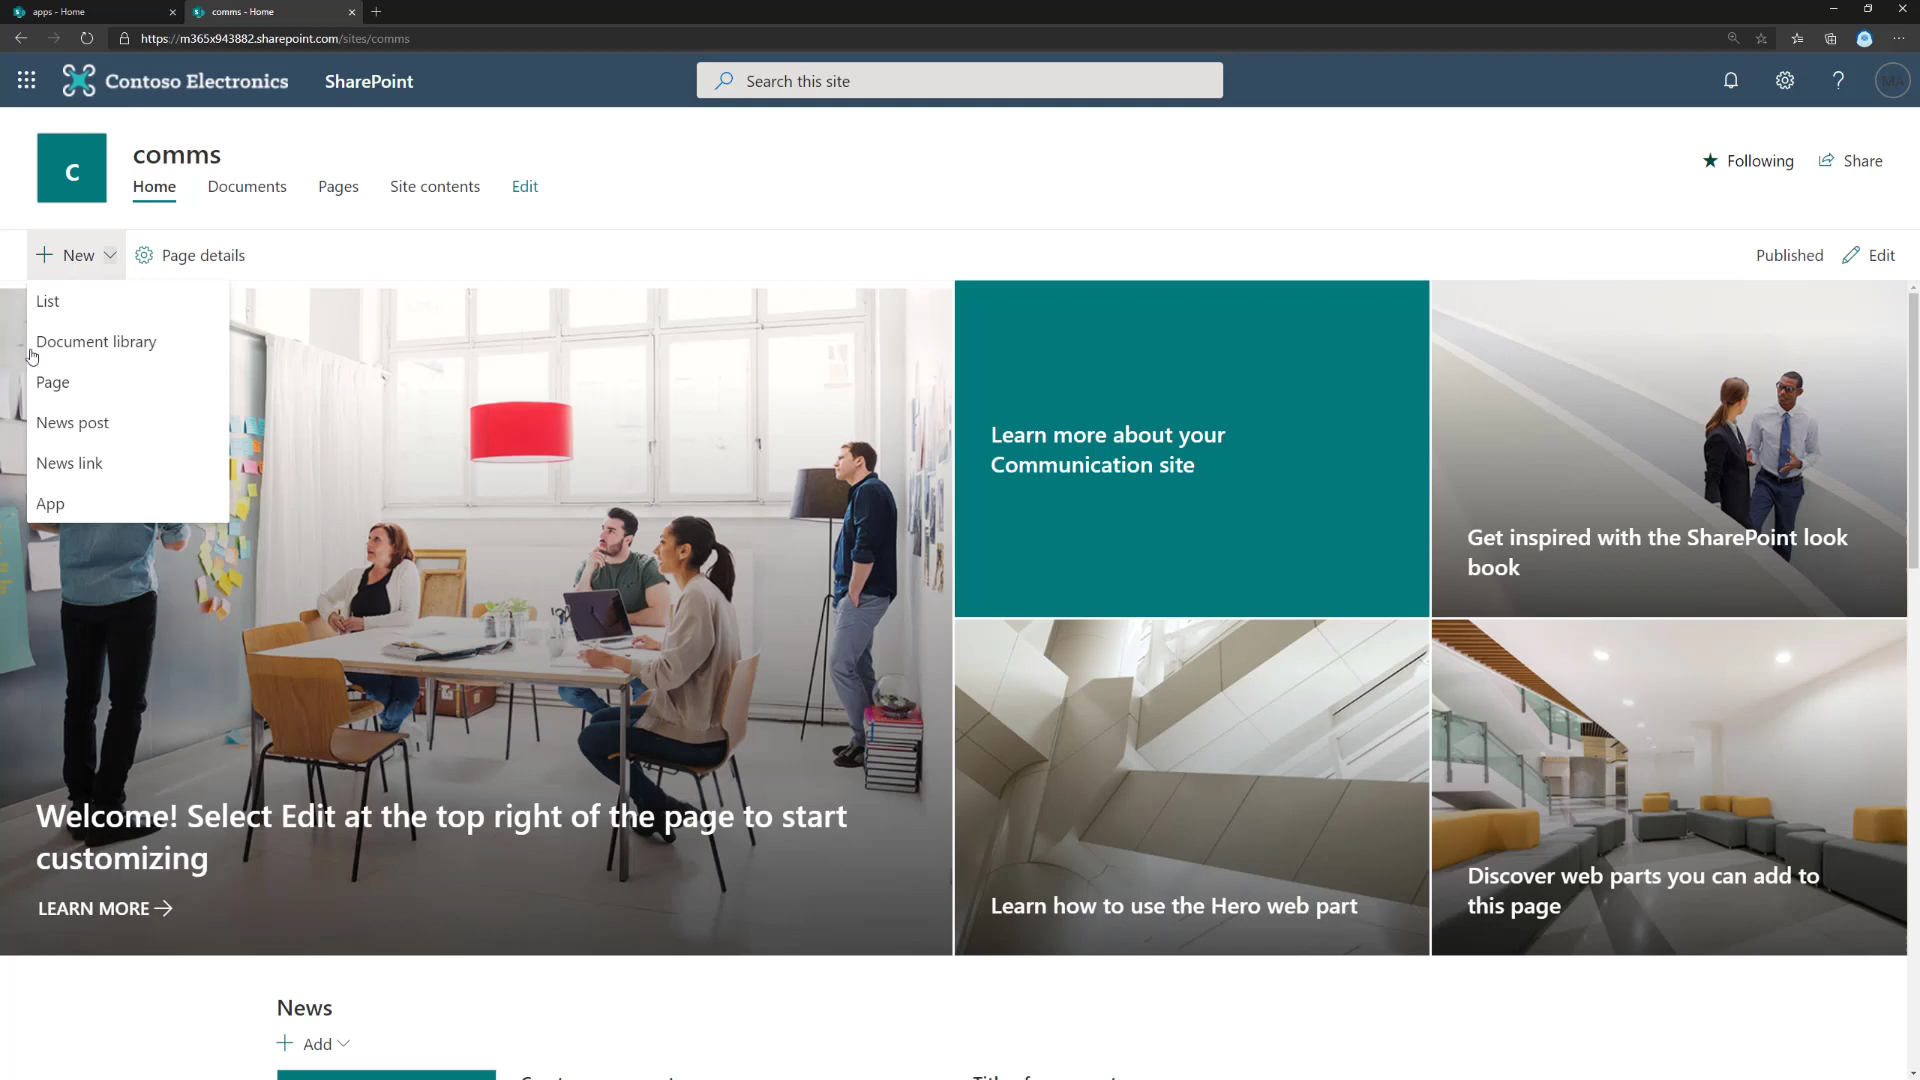 apps - Home
comms - Home
https://m365x943882.sharepoint.com/sites/comms
Contoso Electronics
SharePoint
Search this site
MA
C
comms
Home
Documents
Pages
Site contents
Edit
Following
Share
New
Page details
Published
Edit
List
Document library
Page
News post
News link
App
Welcome! Select Edit at the top right of the page to start
customizing
LEARN MORE
Learn more about your
Communication site
Get inspired with the SharePoint look
book
Learn how to use the Hero web part
Discover web parts you can add to
this page
News
Add